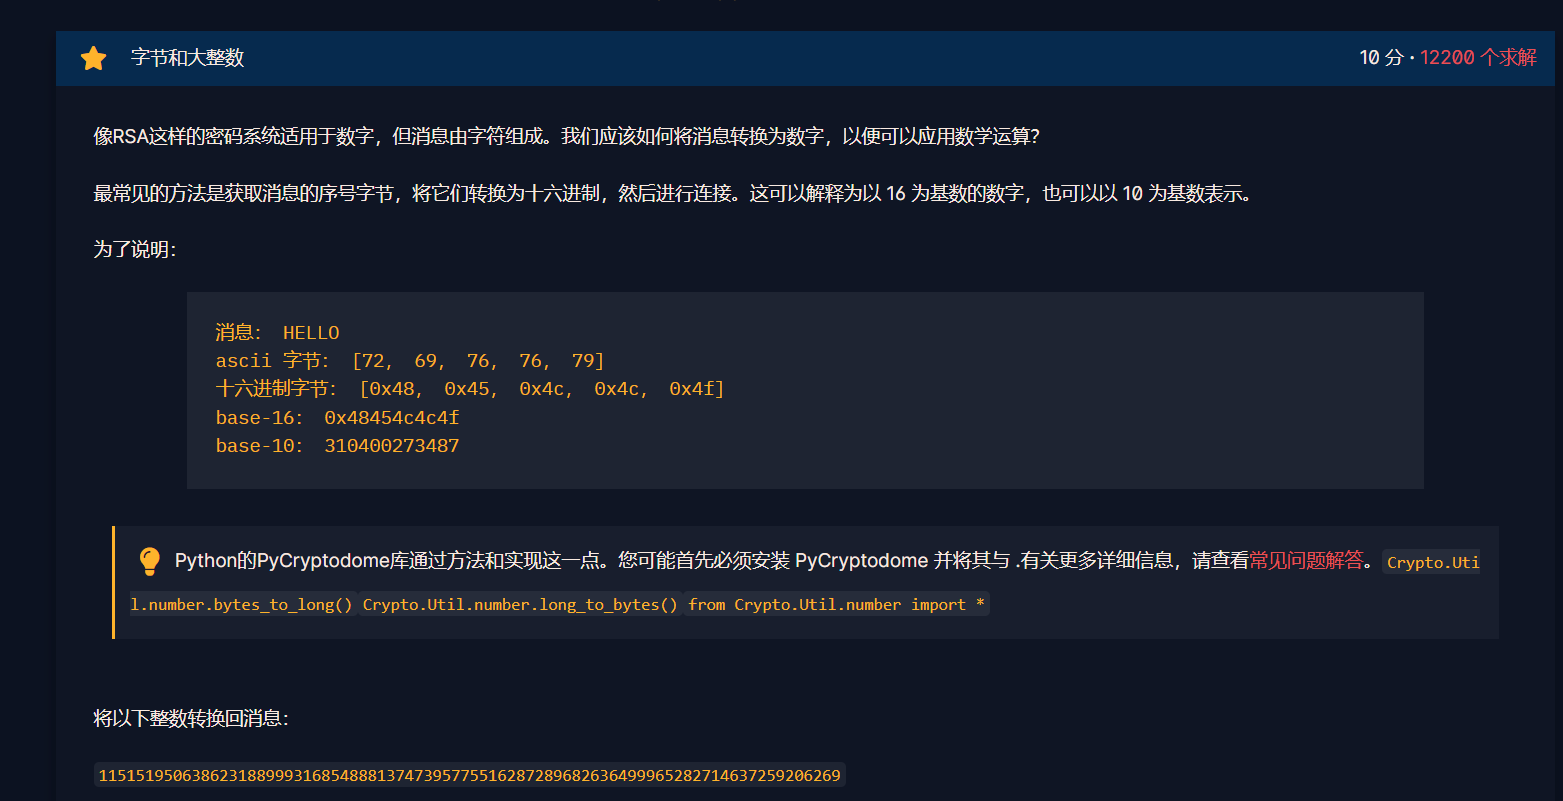 字节和大整数
10 分 · 12200 个求解
像RSA这样的密码系统适用于数字，但消息由字符组成。我们应该如何将消息转换为数字，以便可以应用数学运算？
最常见的方法是获取消息的序号字节，将它们转换为十六进制，然后进行连接。这可以解释为以 16 为基数的数字，也可以以 10 为基数表示。
为了说明：
消息： HELLO
ascii 字节： [72, 69, 76, 76, 79]
十六进制字节： [0x48, 0x45, 0x4c, 0x4c, 0x4f]
base-16： 0x48454c4c4f
base-10： 310400273487
Python的PyCryptodome库通过方法和实现这一点。您可能首先必须安装 PyCryptodome 并将其与 .有关更多详细信息，请查看常见问题解答。Crypto.Uti
l.number.bytes_to_long() Crypto.Util.number.long_to_bytes() from Crypto.Util.number import *
将以下整数转换回消息：
11515195063862318899931685488813747395775516287289682636499965282714637259206269